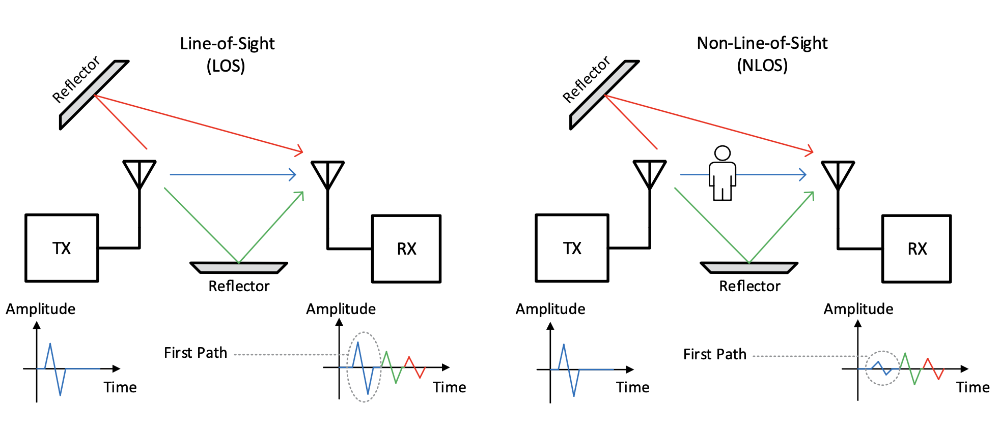 Line-of-Sight
(LOS)
Reflector
TX
RX
Reflector
Amplitude
Time
First Path
Amplitude
Time
Non-Line-of-Sight
(NLOS)
Reflector
TX
RX
Reflector
Amplitude
Time
First Path
Amplitude
Time